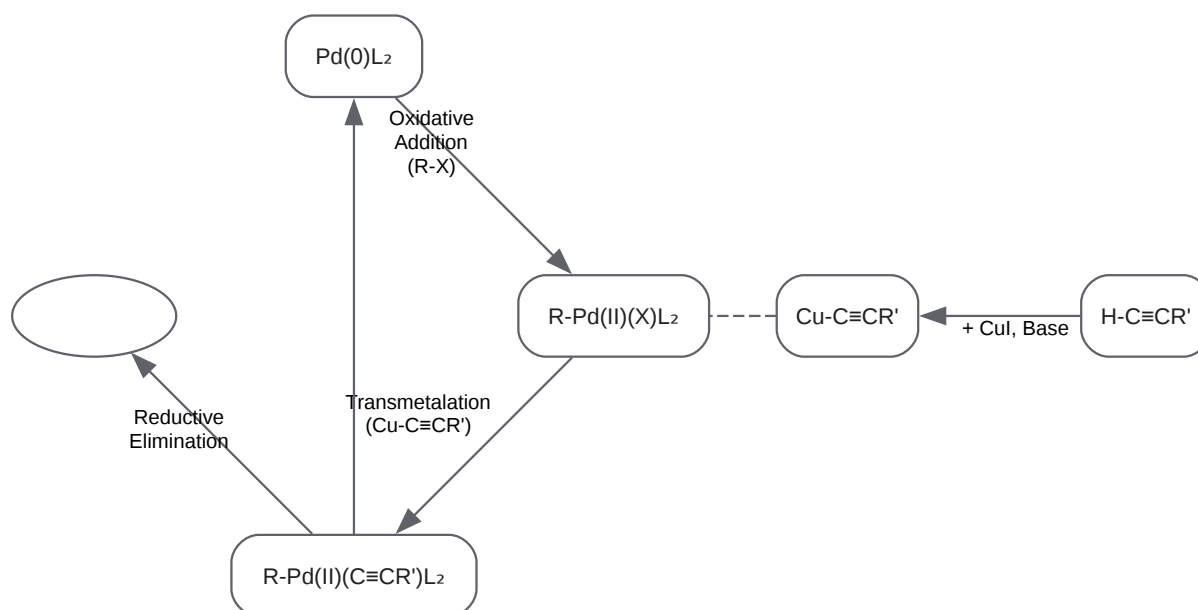 Pd(0)L₂
Oxidative
Addition
(R-X)
R-Pd(II)(X)L₂
Cu-C≡CR'
H-C≡CR'
+ CuI, Base
Transmetalation
(Cu-C≡CR')
Reductive
Elimination
R-Pd(II)(C≡CR')L₂